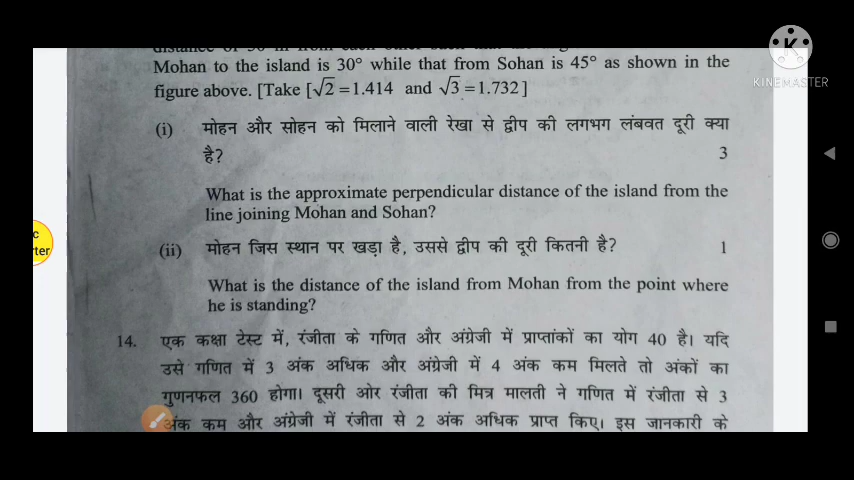 Mohan to the island is 30° while that from Sohan is 45° as shown in the
figure above. [Take [√2 =1.414 and √3 =1.732]
(i) मोहन और सोहन को मिलाने वाली रेखा से द्वीप की लगभग लंबवत दूरी क्या
है? 3
What is the approximate perpendicular distance of the island from the
line joining Mohan and Sohan?
(ii) मोहन जिस स्थान पर खड़ा है, उससे द्वीप की दूरी कितनी है? 1
What is the distance of the island from Mohan from the point where
he is standing?
14. एक कक्षा टेस्ट में, रंजीता के गणित और अंग्रेजी में प्राप्तांकों का योग 40 है। यदि
उसे गणित में 3 अंक अधिक और अंग्रेजी में 4 अंक कम मिलते तो अंकों का
गुणनफल 360 होगा। दूसरी ओर रंजीता की मित्र मालती ने गणित में रंजीता से 3
अंक कम और अंग्रेजी में रंजीता से 2 अंक अधिक प्राप्त किए। इस जानकारी के
KINEMASTER
c
rter